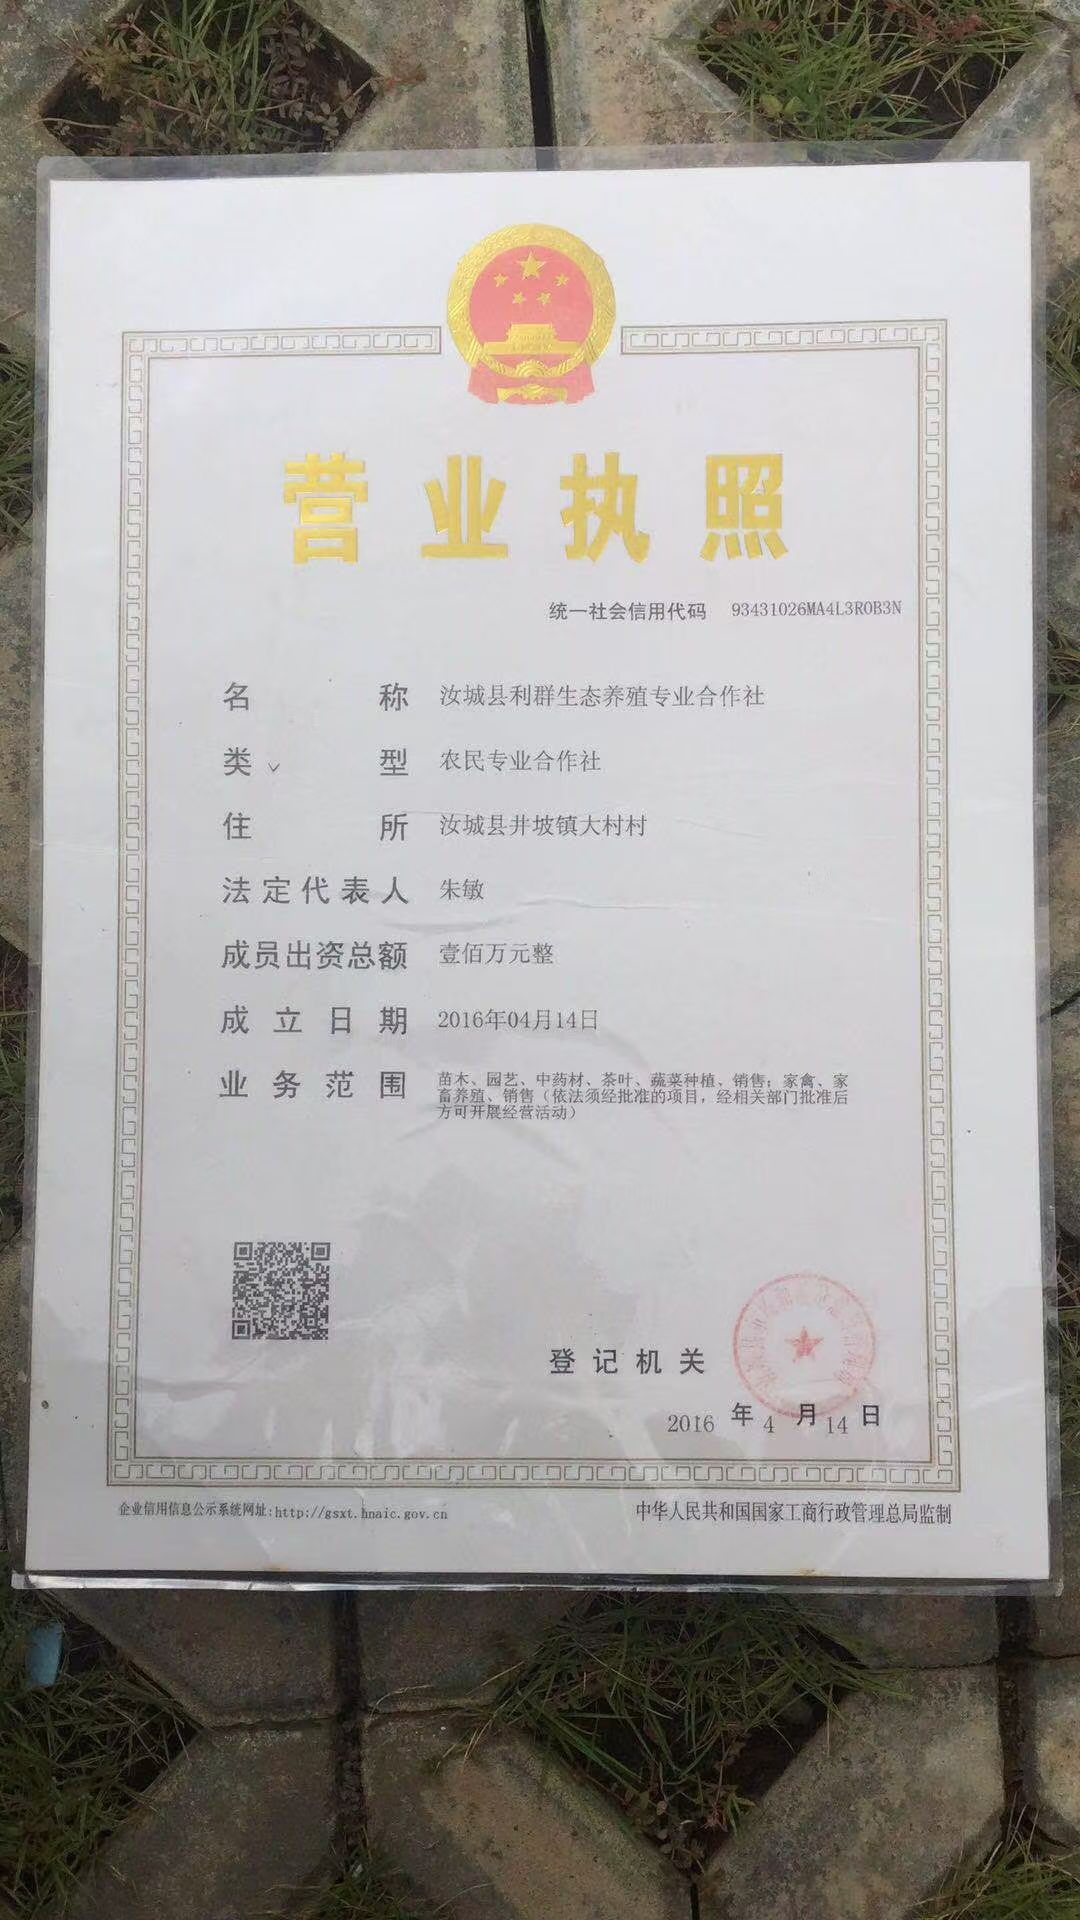 营业执照
统一社会信用代码 93431026MA4L3R0B3N
名称 汝城县利群生态养殖专业合作社
类型 农民专业合作社
住所 汝城县井坡镇大村村
法定代表人 朱敏
成员出资总额 壹佰万元整
成立日期 2016年04月14日
业务范围 苗木、园艺、中药材、茶叶、蔬菜种植、销售；家禽、家
畜养殖、销售（依法须经批准的项目，经相关部门批准后
方可开展经营活动）
登记机关
2016 年 4 月 14 日
企业信用信息公示系统网址:http://gsxt.hnaic.gov.cn
中华人民共和国国家工商行政管理总局监制